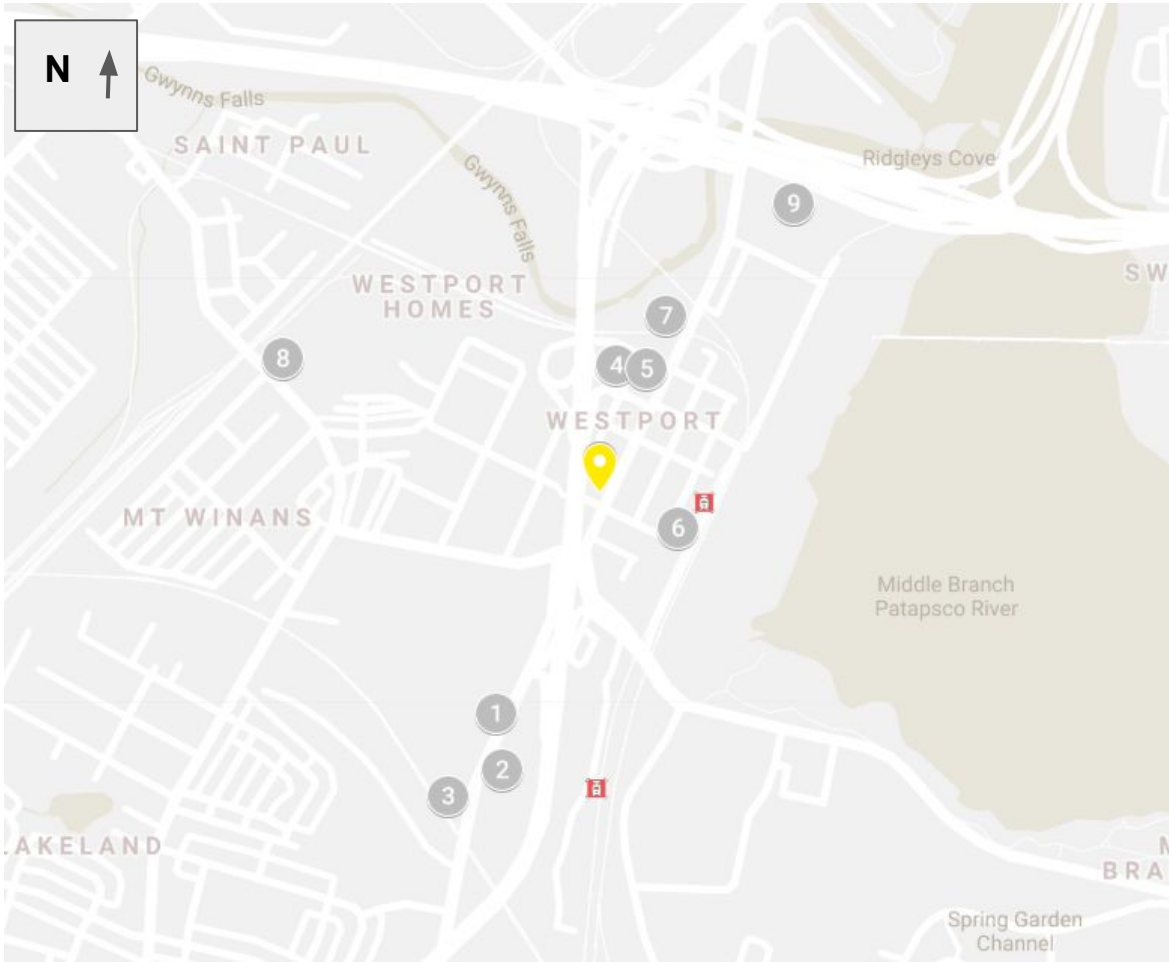 N
Gwynns Falls
SAINT PAUL
Gwynns Falls
Ridgleys Cove
9
WESTPORT
HOMES
SW
7
8
4
5
WESTPORT
MT WINANS
6
Middle Branch
Patapsco River
1
2
3
LAKELAND
M
BRA
Spring Garden
Channel